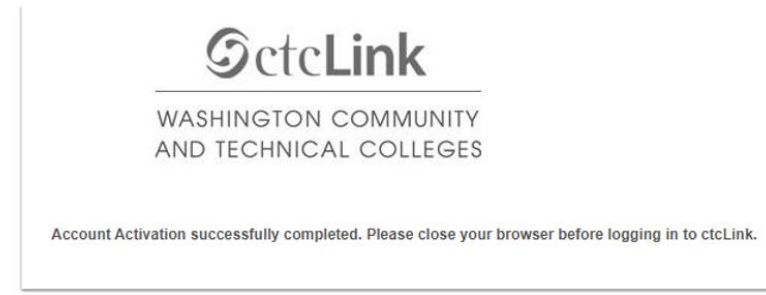 ctcLink
WASHINGTON COMMUNITY
AND TECHNICAL COLLEGES
Account Activation successfully completed. Please close your browser before logging in to ctcLink.